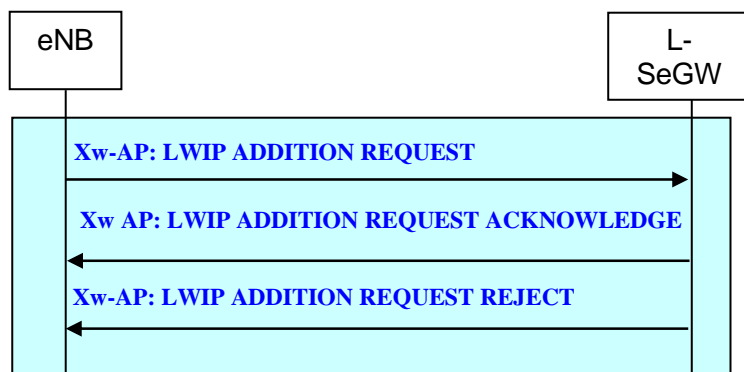 eNB
L-
SeGW
Xw-AP: LWIP ADDITION REQUEST
Xw AP: LWIP ADDITION REQUEST ACKNOWLEDGE
Xw-AP: LWIP ADDITION REQUEST REJECT